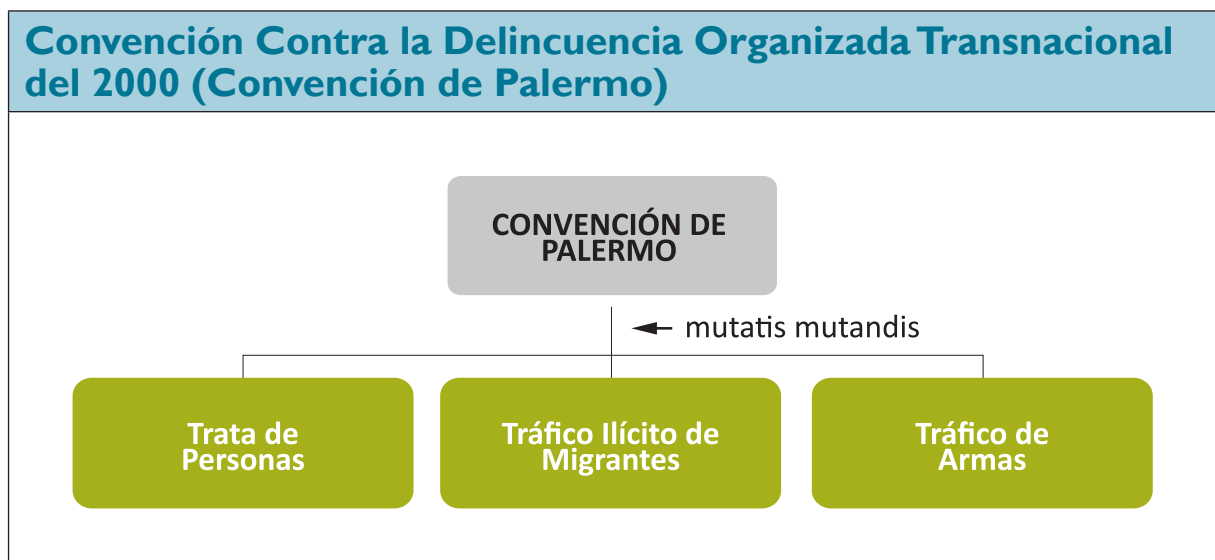 Convención Contra la Delincuencia Organizada Transnacional
del 2000 (Convención de Palermo)
CONVENCIÓN DE
PALERMO
mutatis mutandis
Trata de
Personas
Tráfico Ilícito de
Migrantes
Tráfico de
Armas